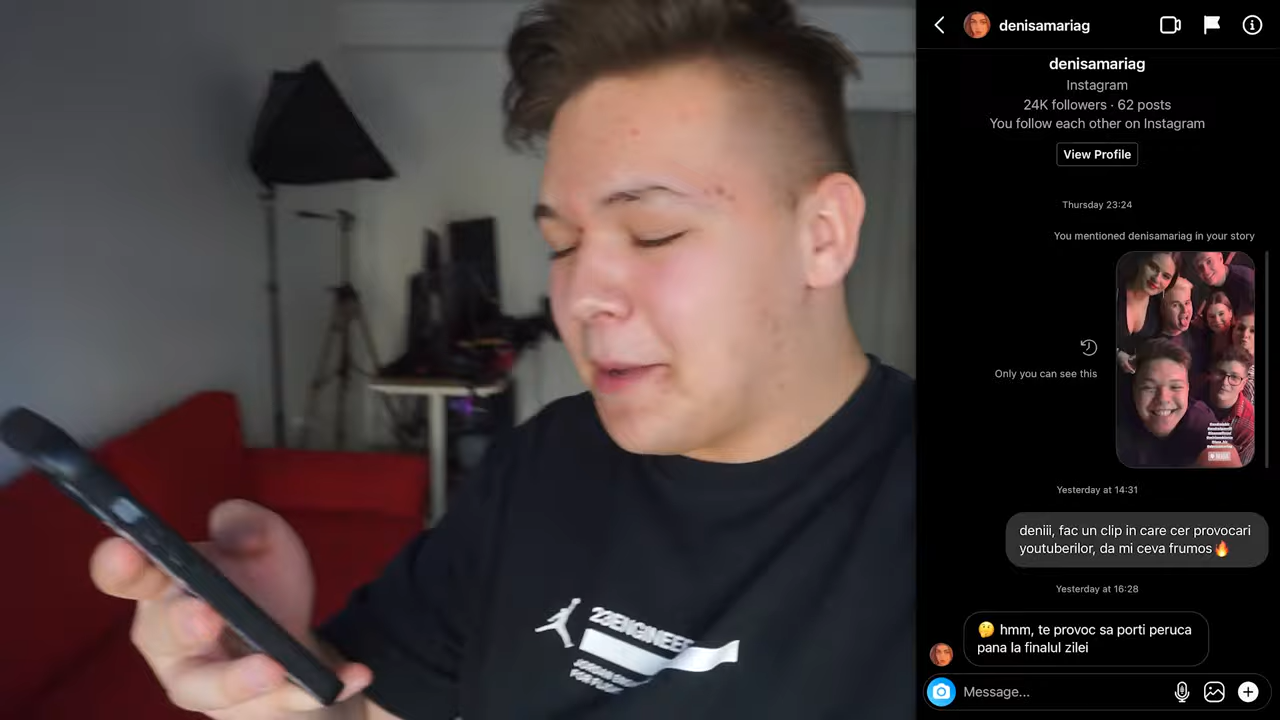 denisamariag
denisamariag
Instagram
24K followers · 62 posts
You follow each other on Instagram
View Profile
Thursday 23:24
You mentioned denisamariag in your story
Only you can see this
Yesterday at 14:31
deniii, fac un clip in care cer provocari
youtuberilor, da mi ceva frumos🔥
Yesterday at 16:28
🤔 hmm, te provoc sa porti peruca
pana la finalul zilei
Message...
23ENGINEE
FOR FLIGHT